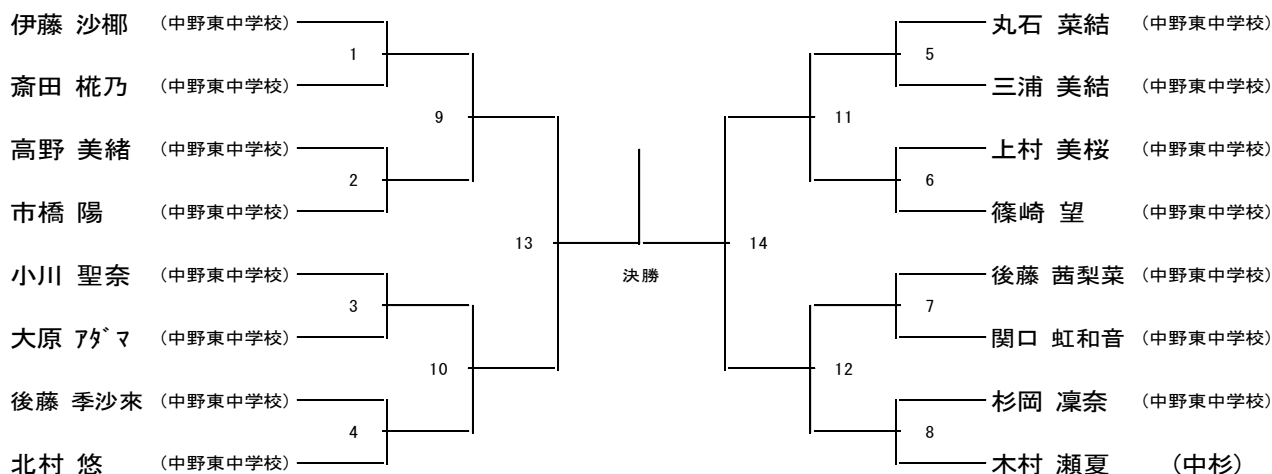 伊藤 沙椰 (中野東中学校)
1
斎田 椛乃 (中野東中学校)
9
高野 美緒 (中野東中学校)
2
市橋 陽 (中野東中学校)
13
小川 聖奈 (中野東中学校)
3
大原 アダマ (中野東中学校)
10
後藤 季沙來 (中野東中学校)
4
北村 悠 (中野東中学校)
決勝
丸石 菜結 (中野東中学校)
5
三浦 美結 (中野東中学校)
11
上村 美桜 (中野東中学校)
6
篠崎 望 (中野東中学校)
14
後藤 茜梨菜 (中野東中学校)
7
関口 虹和音 (中野東中学校)
12
杉岡 凜奈 (中野東中学校)
8
木村 瀬夏 (中杉)